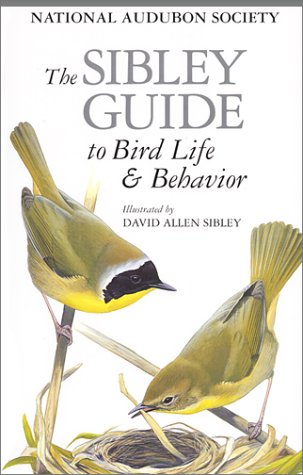 NATIONAL AUDUBON SOCIETY
The SIBLEY
GUIDE
to Bird Life
& Behavior
Illustrated by
DAVID ALLEN SIBLEY